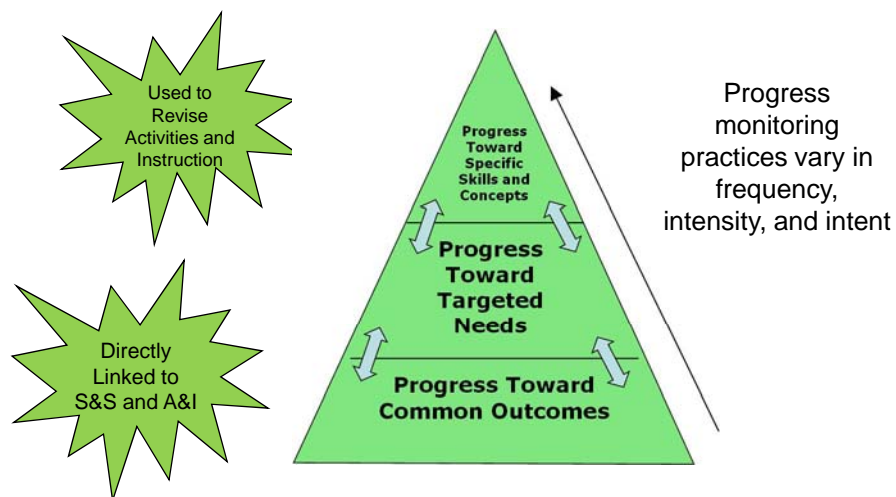 Used to
Revise
Activities and
Instruction
Directly
Linked to
S&S and A&I
Progress
Toward
Specific
Skills and
Concepts
Progress
Toward
Targeted
Needs
Progress Toward
Common Outcomes
Progress
monitoring
practices vary in
frequency,
intensity, and intent